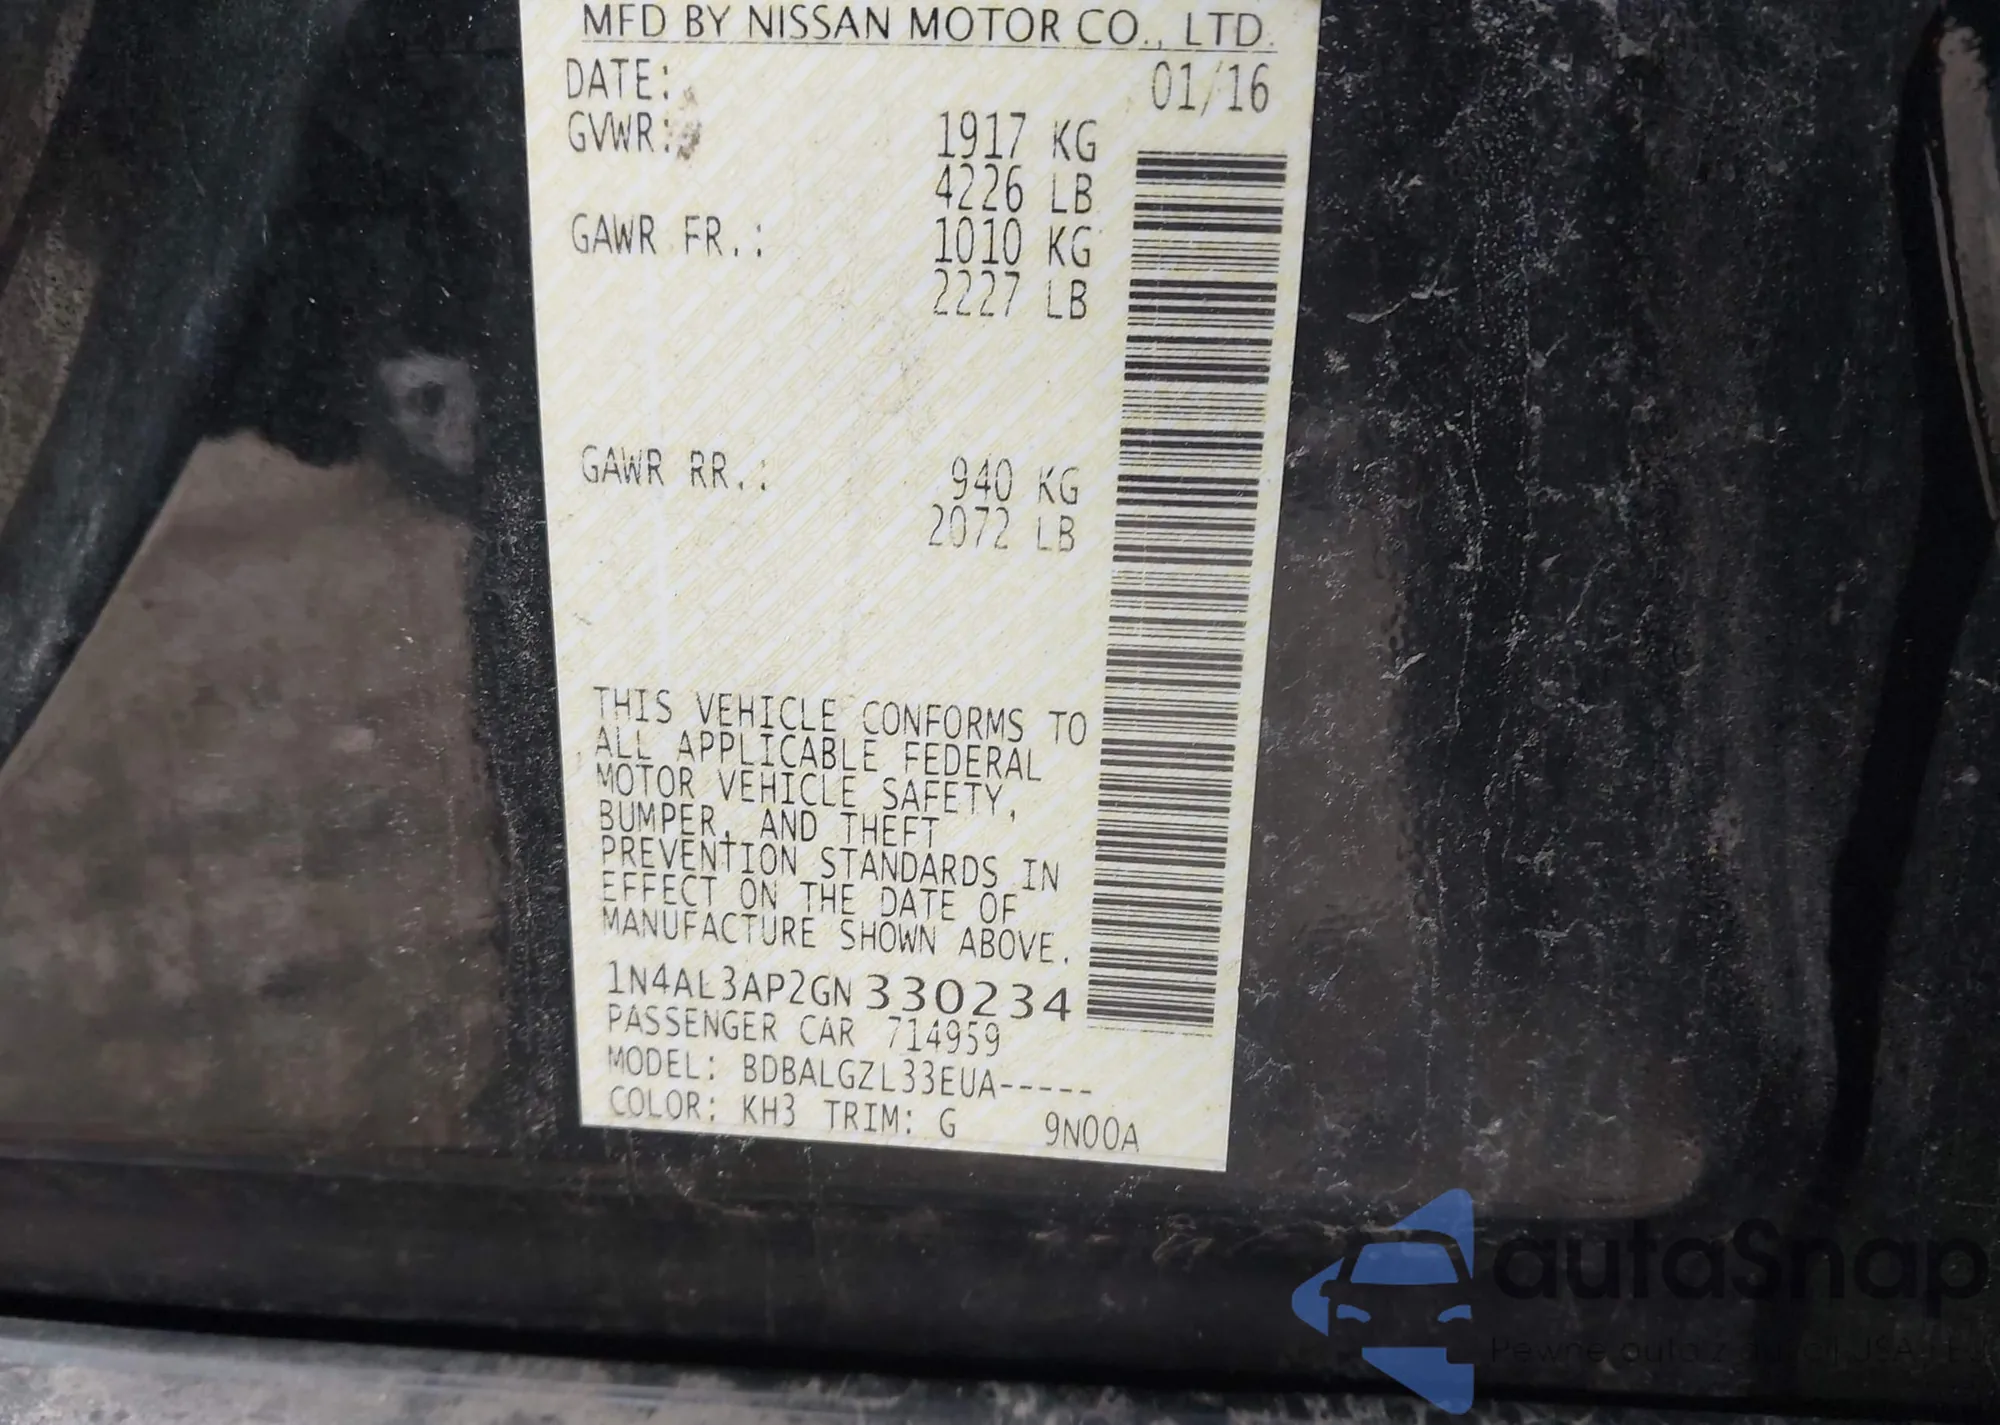 MFD BY NISSAN MOTOR CO., LTD.
DATE: 01/16
GVWR: 1917 KG
4226 LB
GAWR FR.: 1010 KG
2227 LB
GAWR RR.: 940 KG
2072 LB
THIS VEHICLE CONFORMS TO
ALL APPLICABLE FEDERAL
MOTOR VEHICLE SAFETY,
BUMPER, AND THEFT
PREVENTION STANDARDS IN
EFFECT ON THE DATE OF
MANUFACTURE SHOWN ABOVE.
1N4AL3AP2GN330234
PASSENGER CAR 714959
MODEL: BDBALGZL33EUA-----
COLOR: KH3 TRIM: G 9N00A
autoSnap
Pewne auto z